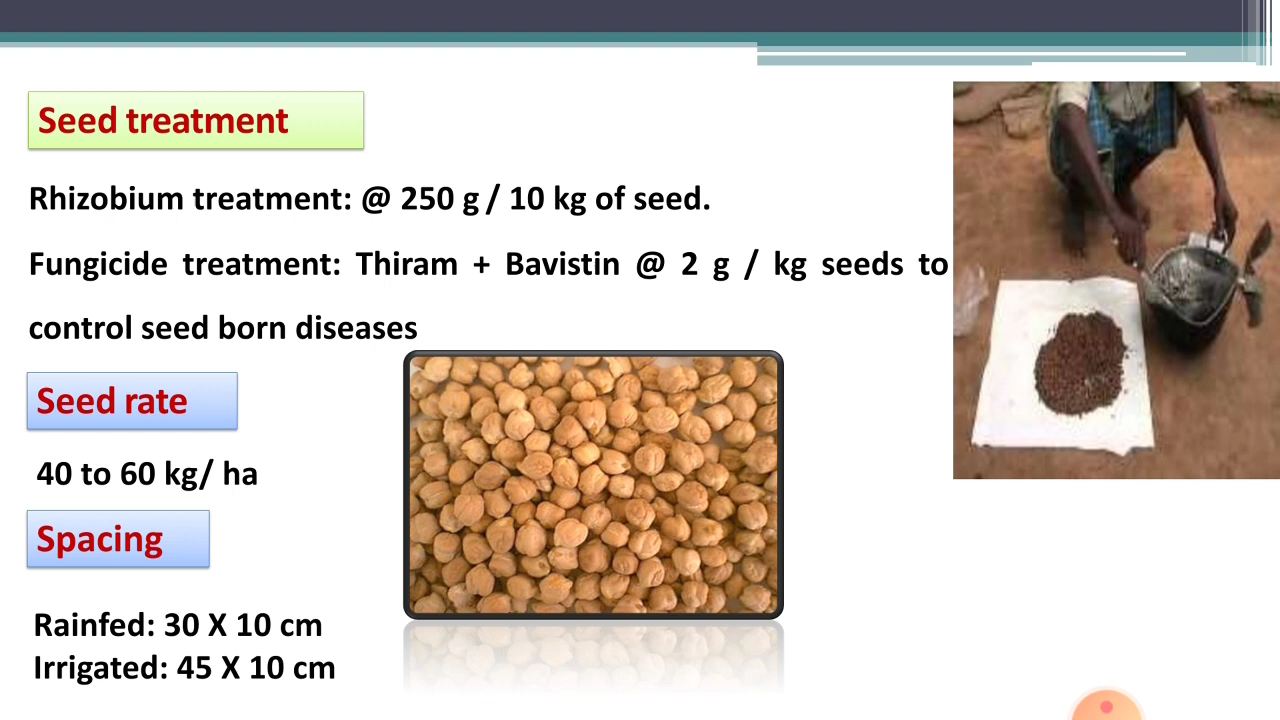 Seed treatment
Rhizobium treatment: @ 250 g / 10 kg of seed.
Fungicide treatment: Thiram + Bavistin @ 2 g / kg seeds to
control seed born diseases
Seed rate
40 to 60 kg/ ha
Spacing
Rainfed: 30 X 10 cm
Irrigated: 45 X 10 cm